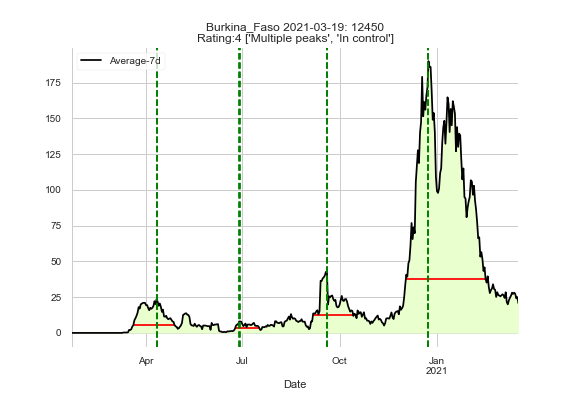 Burkina_Faso 2021-03-19: 12450
Rating:4 ['Multiple peaks', 'In control']
Average-7d
175
150
125
100
75
50
25
0
Apr
Jul
Oct
Jan
2021
Date